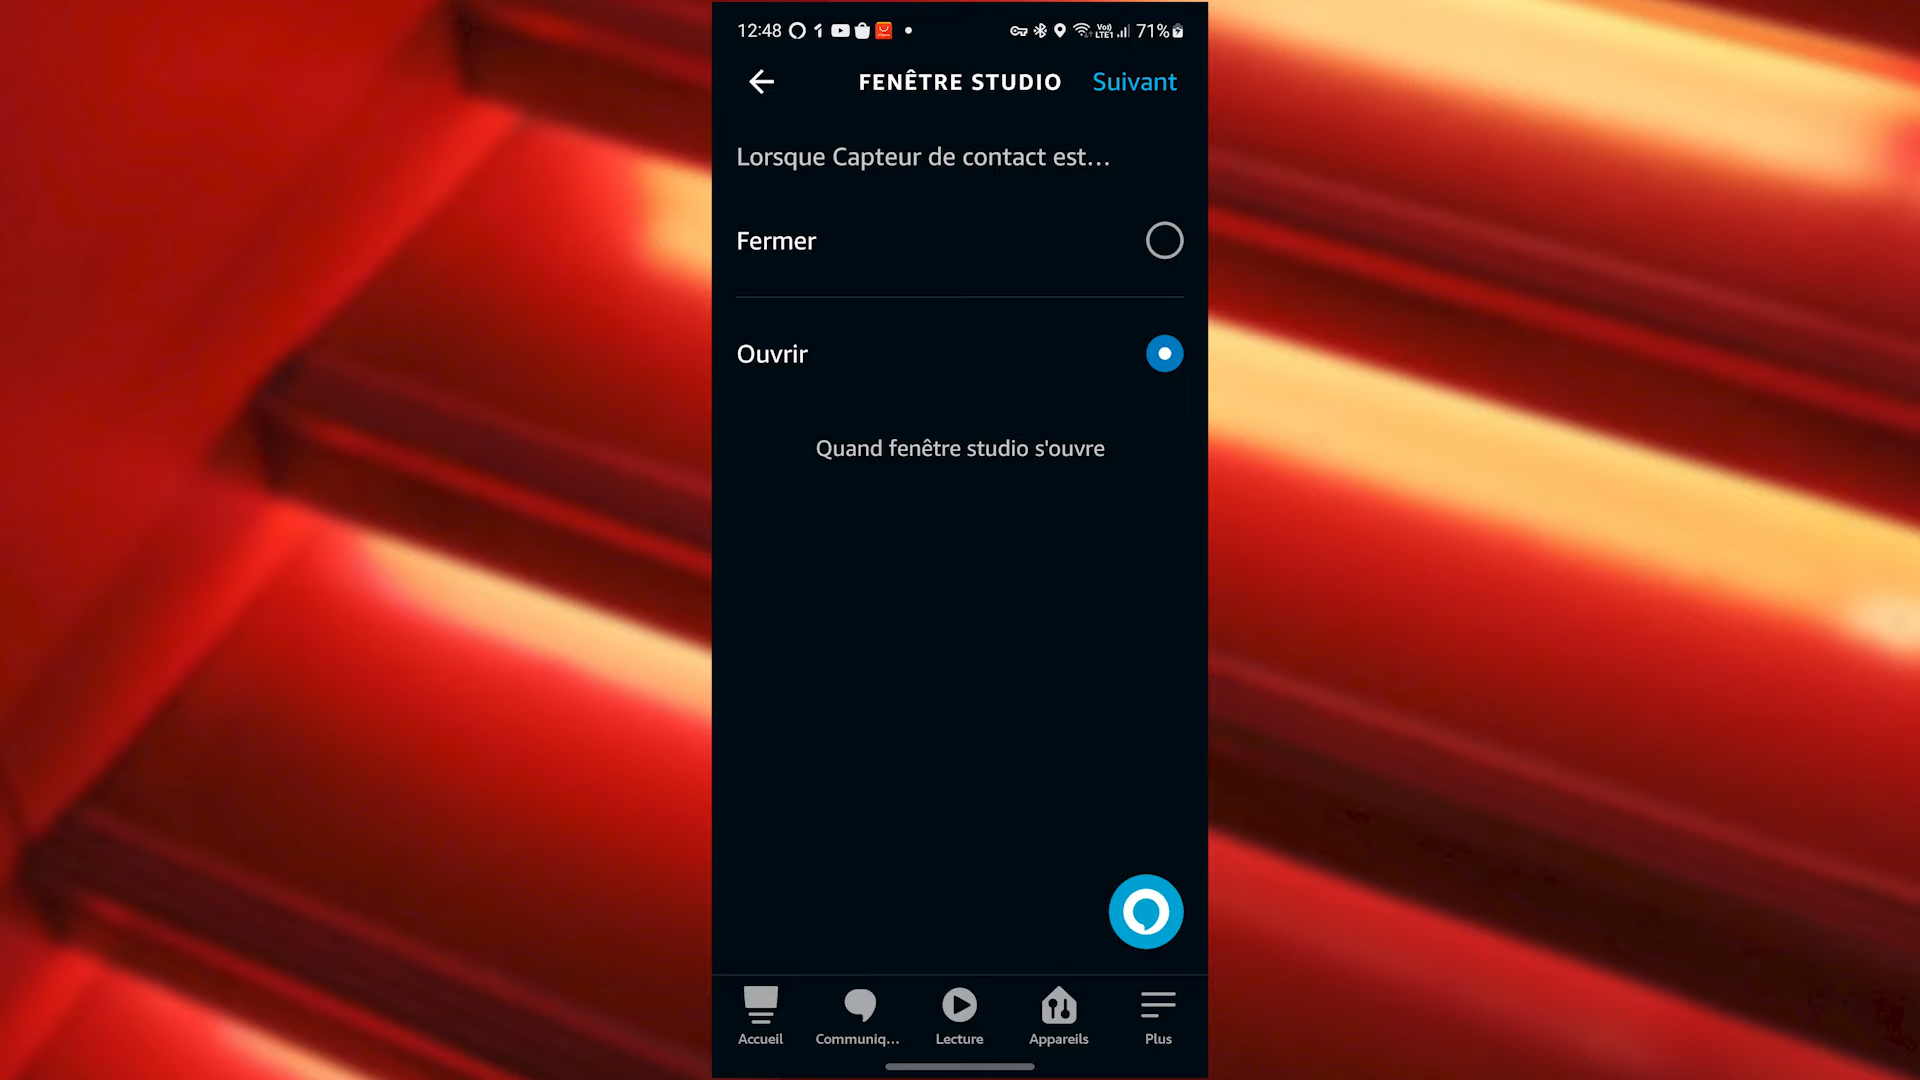 12:48 71%
FENÊTRE STUDIO Suivant
Lorsque Capteur de contact est...
Fermer
Ouvrir
Quand fenêtre studio s'ouvre
Accueil Communiq... Lecture Appareils Plus